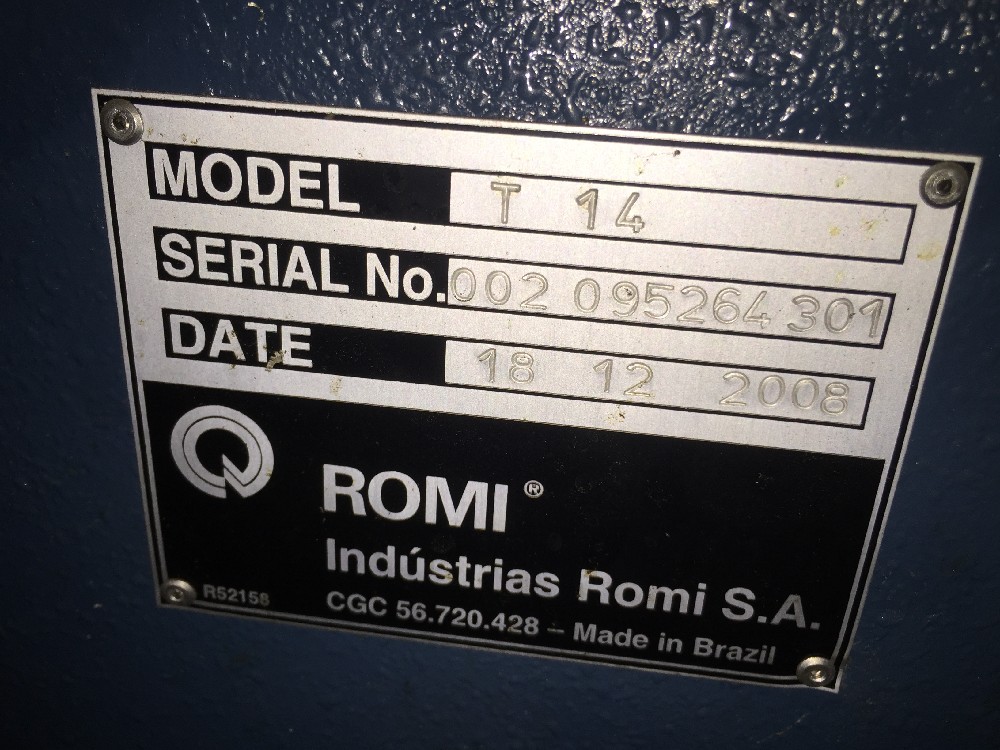 MODEL T 14
SERIAL No. 002 095264 301
DATE 18 12 2008
ROMI ®
Indústrias Romi S.A.
R52158 CGC 56.720.428 – Made in Brazil